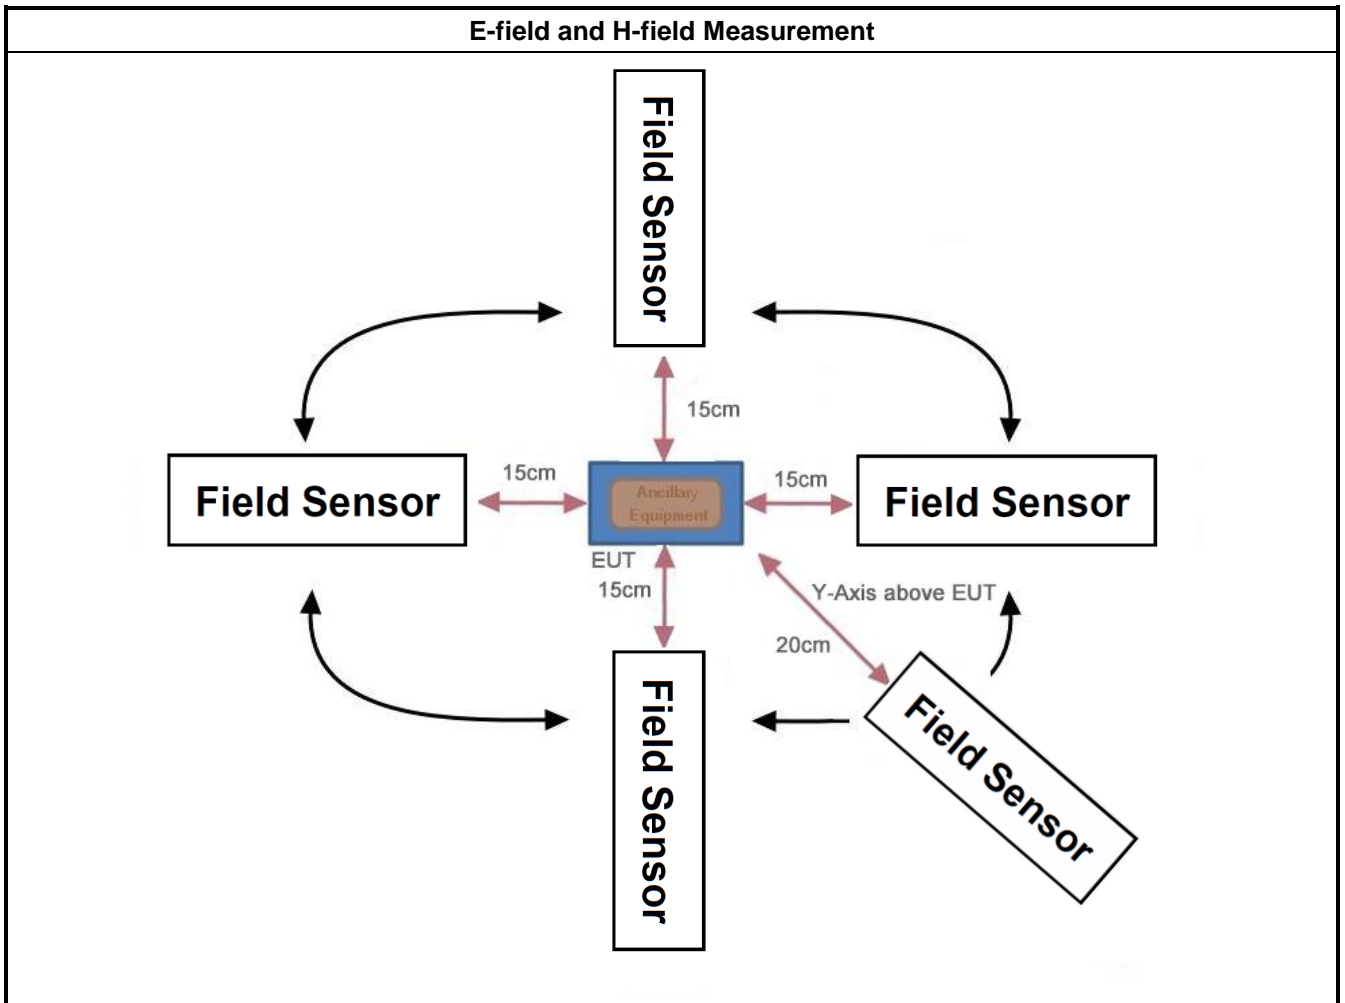 E-field and H-field Measurement
Field Sensor
15cm
15cm
15cm
Field Sensor
Ancillary
Equipment
Field Sensor
EUT
15cm
Y-Axis above EUT
20cm
Field Sensor
Field Sensor